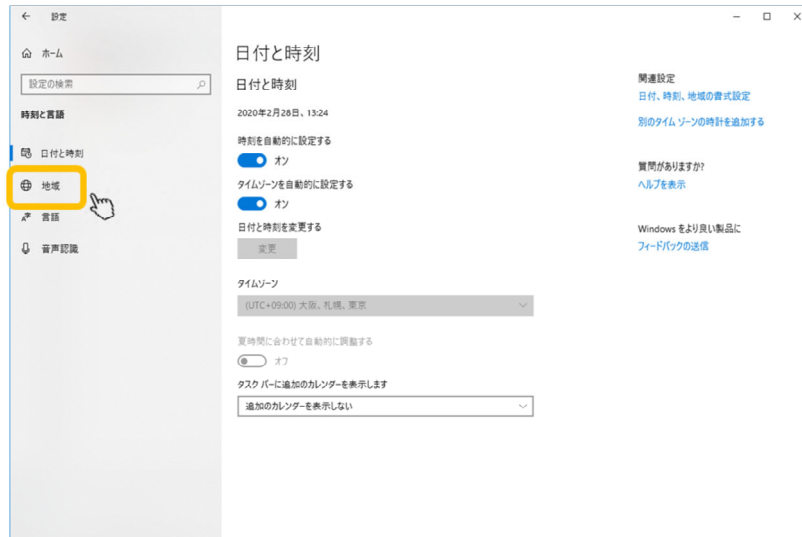 設定
ホーム
設定の検索
時刻と言語
日付と時刻
地域
言語
音声認識
日付と時刻
日付と時刻
2020年2月28日、13:24
時刻を自動的に設定する
オン
タイムゾーンを自動的に設定する
オン
日付と時刻を変更する
変更
タイムゾーン
(UTC+09:00) 大阪、札幌、東京
夏時間に合わせて自動的に調整する
オフ
タスク バーに追加のカレンダーを表示します
追加のカレンダーを表示しない
関連設定
日付、時刻、地域の書式設定
別のタイム ゾーンの時計を追加する
質問がありますか?
ヘルプを表示
Windows をより良い製品に
フィードバックの送信